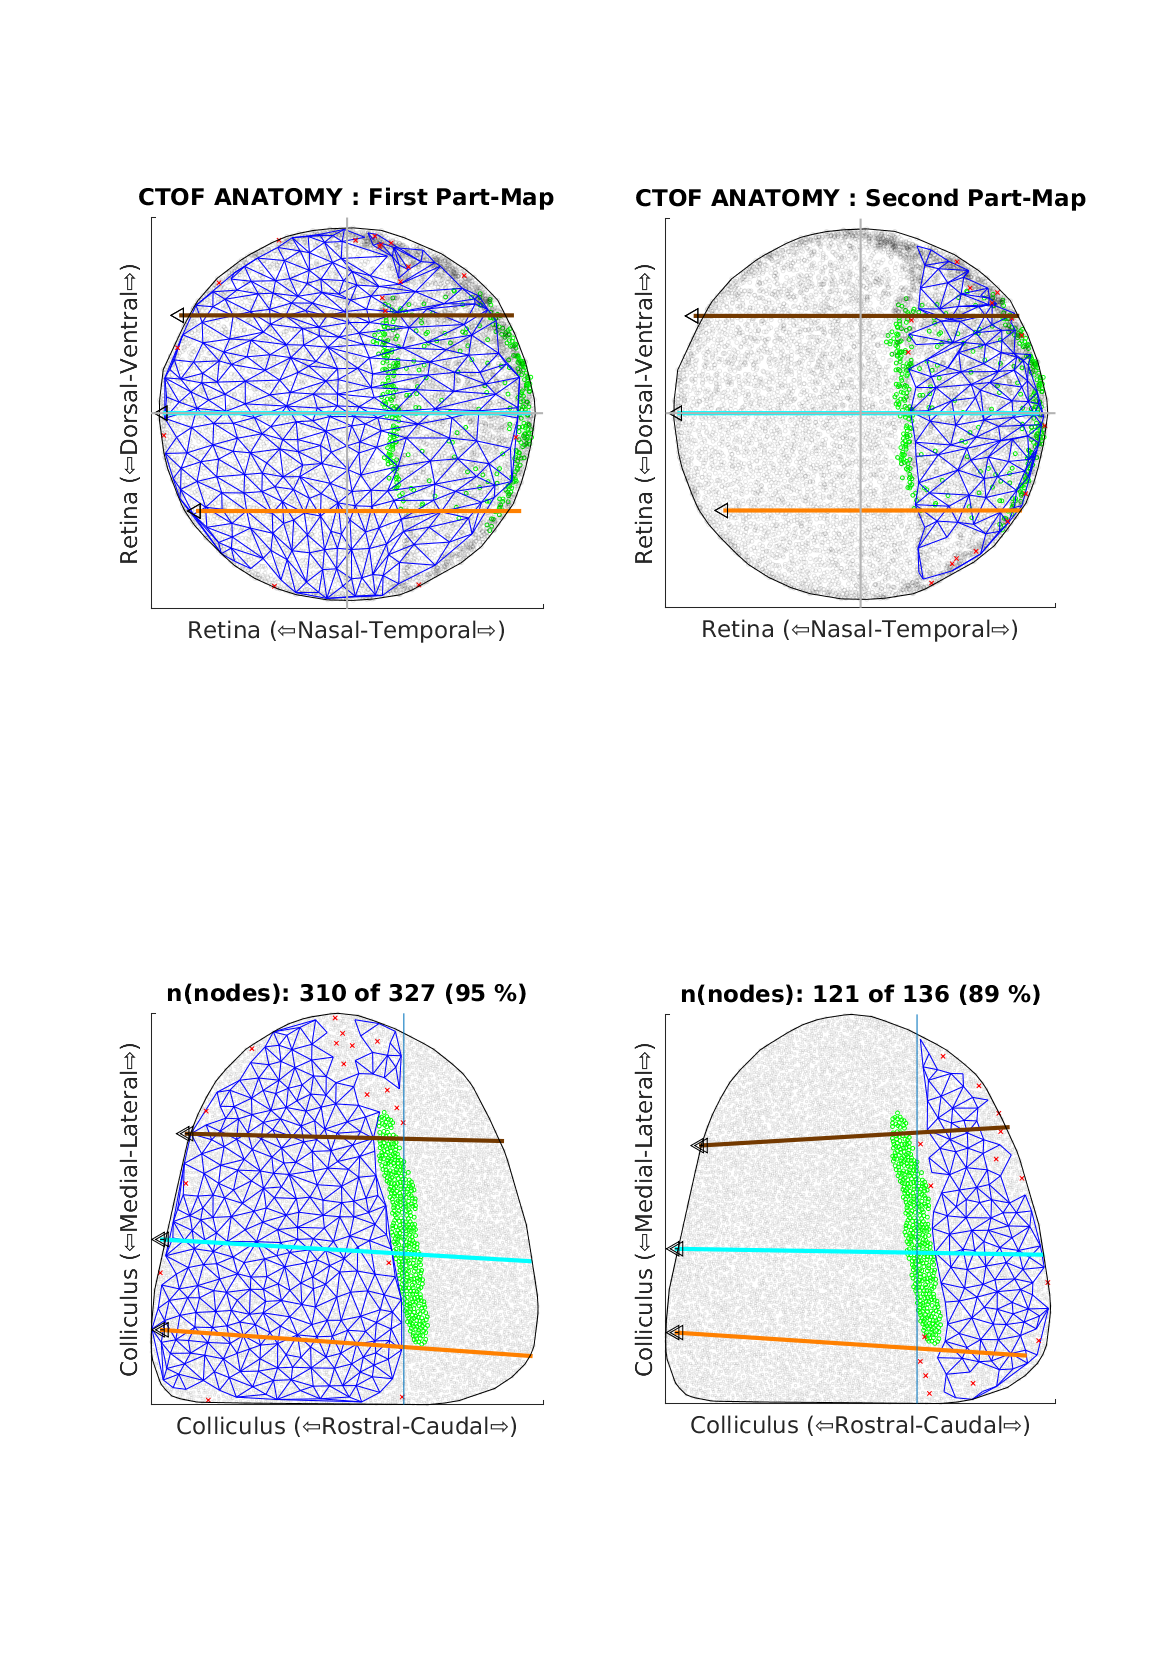 CTOF ANATOMY : First Part-Map
Retina (⇦Dorsal-Ventral⇨)
Retina (⇦Nasal-Temporal⇨)
CTOF ANATOMY : Second Part-Map
Retina (⇦Dorsal-Ventral⇨)
Retina (⇦Nasal-Temporal⇨)
n(nodes): 310 of 327 (95 %)
Colliculus (⇦Medial-Lateral⇨)
Colliculus (⇦Rostral-Caudal⇨)
n(nodes): 121 of 136 (89 %)
Colliculus (⇦Medial-Lateral⇨)
Colliculus (⇦Rostral-Caudal⇨)